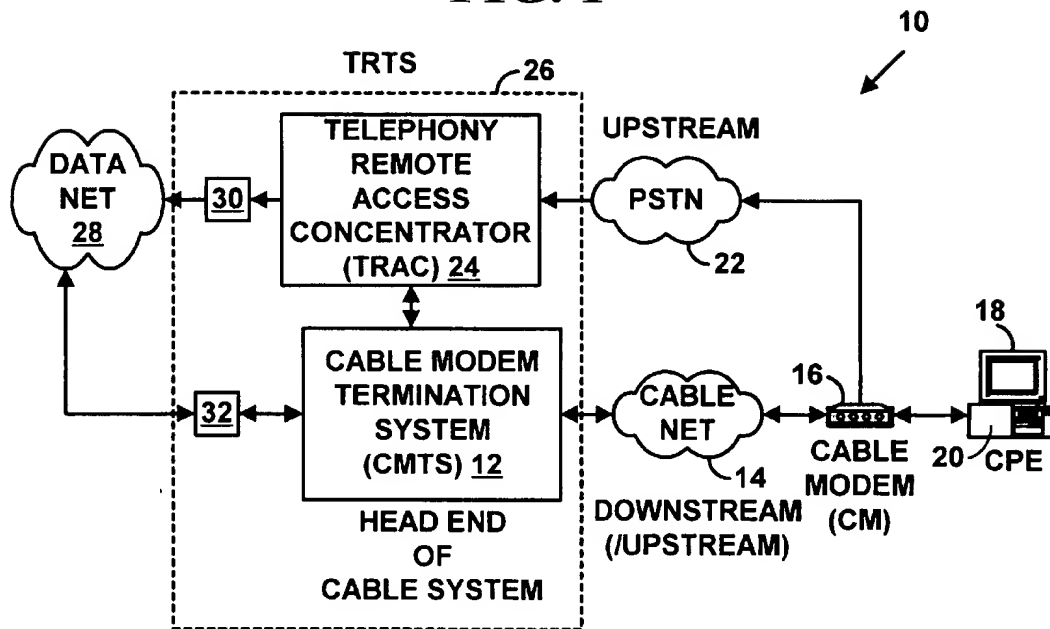 FIG. 1
10
TRTS
26
TELEPHONY
REMOTE
ACCESS
CONCENTRATOR
(TRAC) 24
UPSTREAM
PSTN
22
DATA
NET
28
30
32
CABLE MODEM
TERMINATION
SYSTEM
(CMTS) 12
CABLE
NET
14
DOWNSTREAM
(/UPSTREAM)
16
CABLE
MODEM
(CM)
18
20
CPE
HEAD END
OF
CABLE SYSTEM